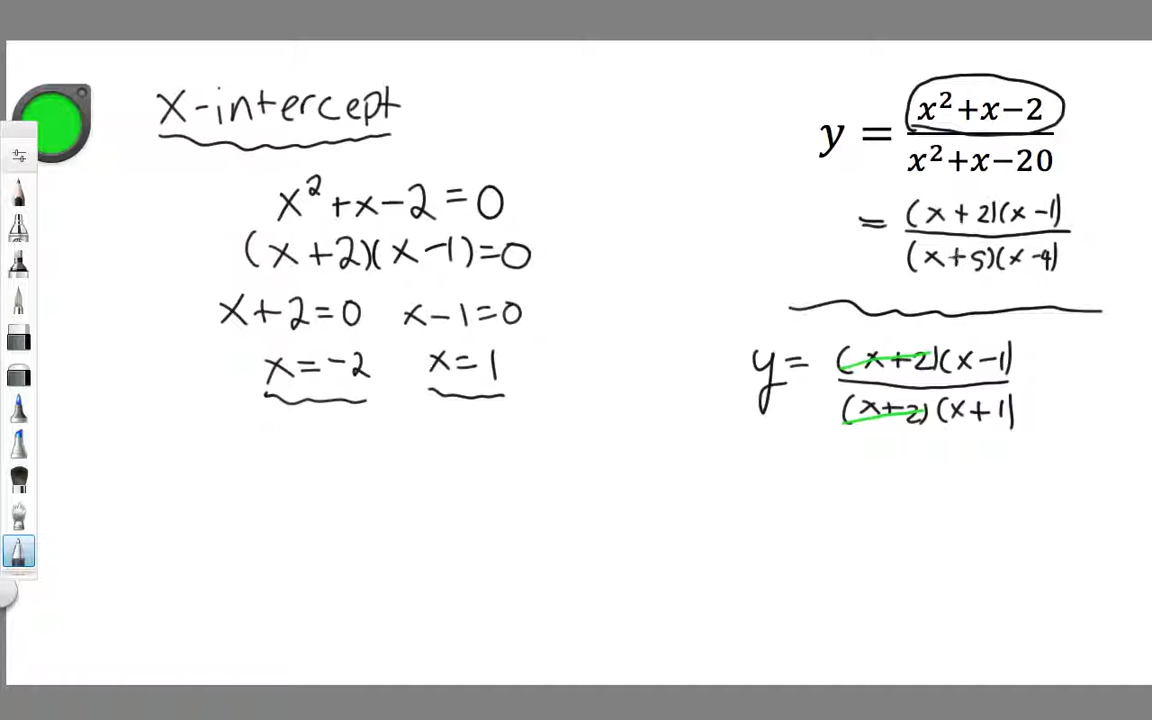 x-intercept
x²+x-2=0
(x+2)(x-1)=0
x+2=0 x-1=0
x=-2 x=1
y = x²+x-2
x²+x-20
= (x+2)(x-1)
(x+5)(x-4)
y= (x+2)(x-1)
(x+2)(x+1)